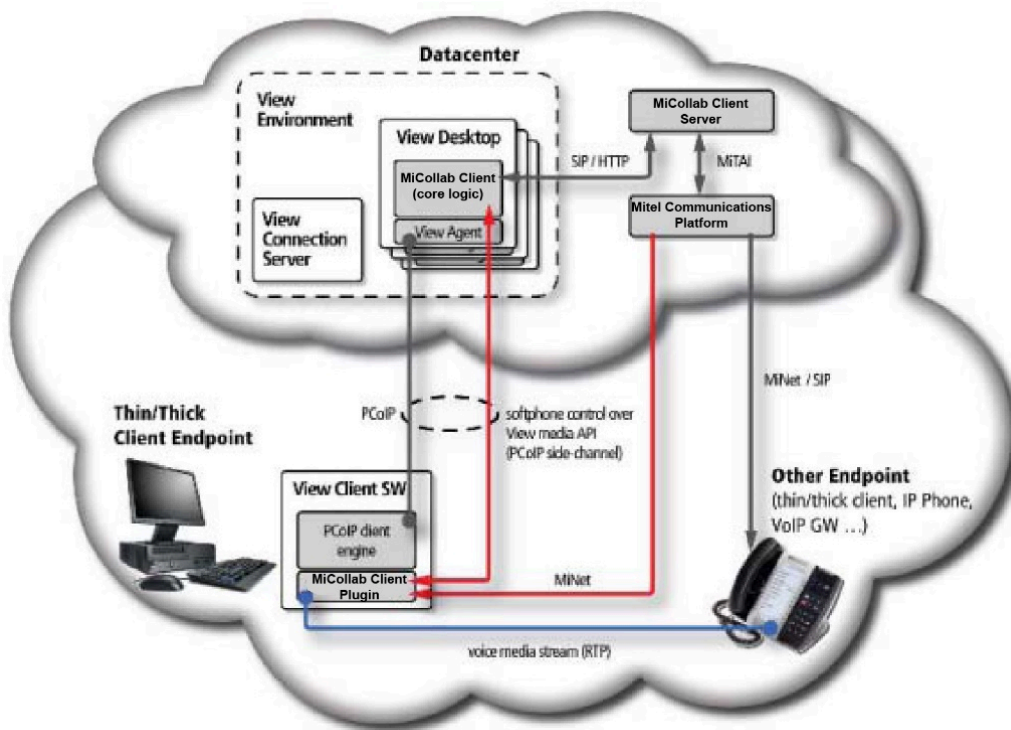 Datacenter
View
Environment
View Desktop
MiCollab Client
(core logic)
View Agent
View
Connection
Server
SIP / HTTP
MiCollab Client
Server
MiTAI
Mitel Communications
Platform
MiNet / SIP
PCoIP
softphone control over
View media API
(PCoIP side-channel)
Thin/Thick
Client Endpoint
View Client SW
PCoIP client
engine
MiCollab Client
Plugin
MiNet
Other Endpoint
(thin/thick client, IP Phone,
VoIP GW ...)
voice media stream (RTP)